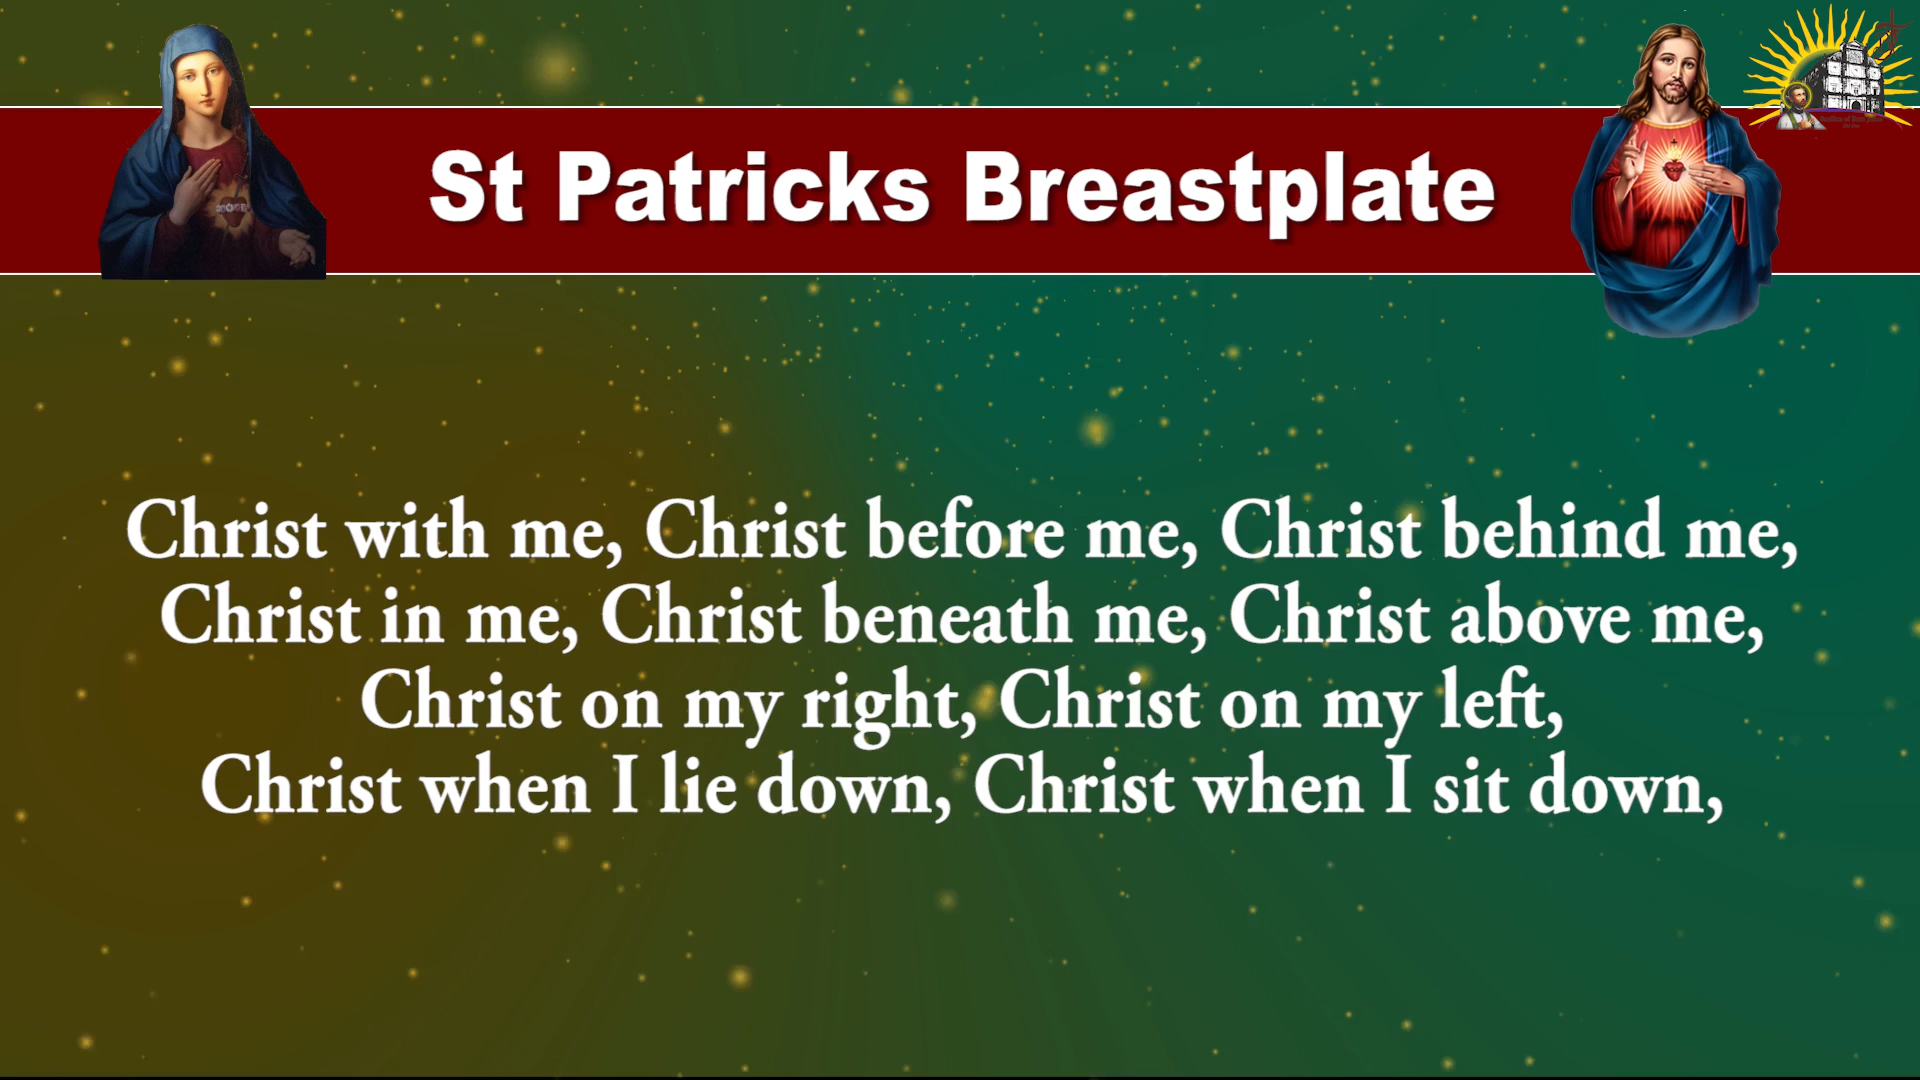 St Patricks Breastplate
Christ with me, Christ before me, Christ behind me,
Christ in me, Christ beneath me, Christ above me,
Christ on my right, Christ on my left,
Christ when I lie down, Christ when I sit down,